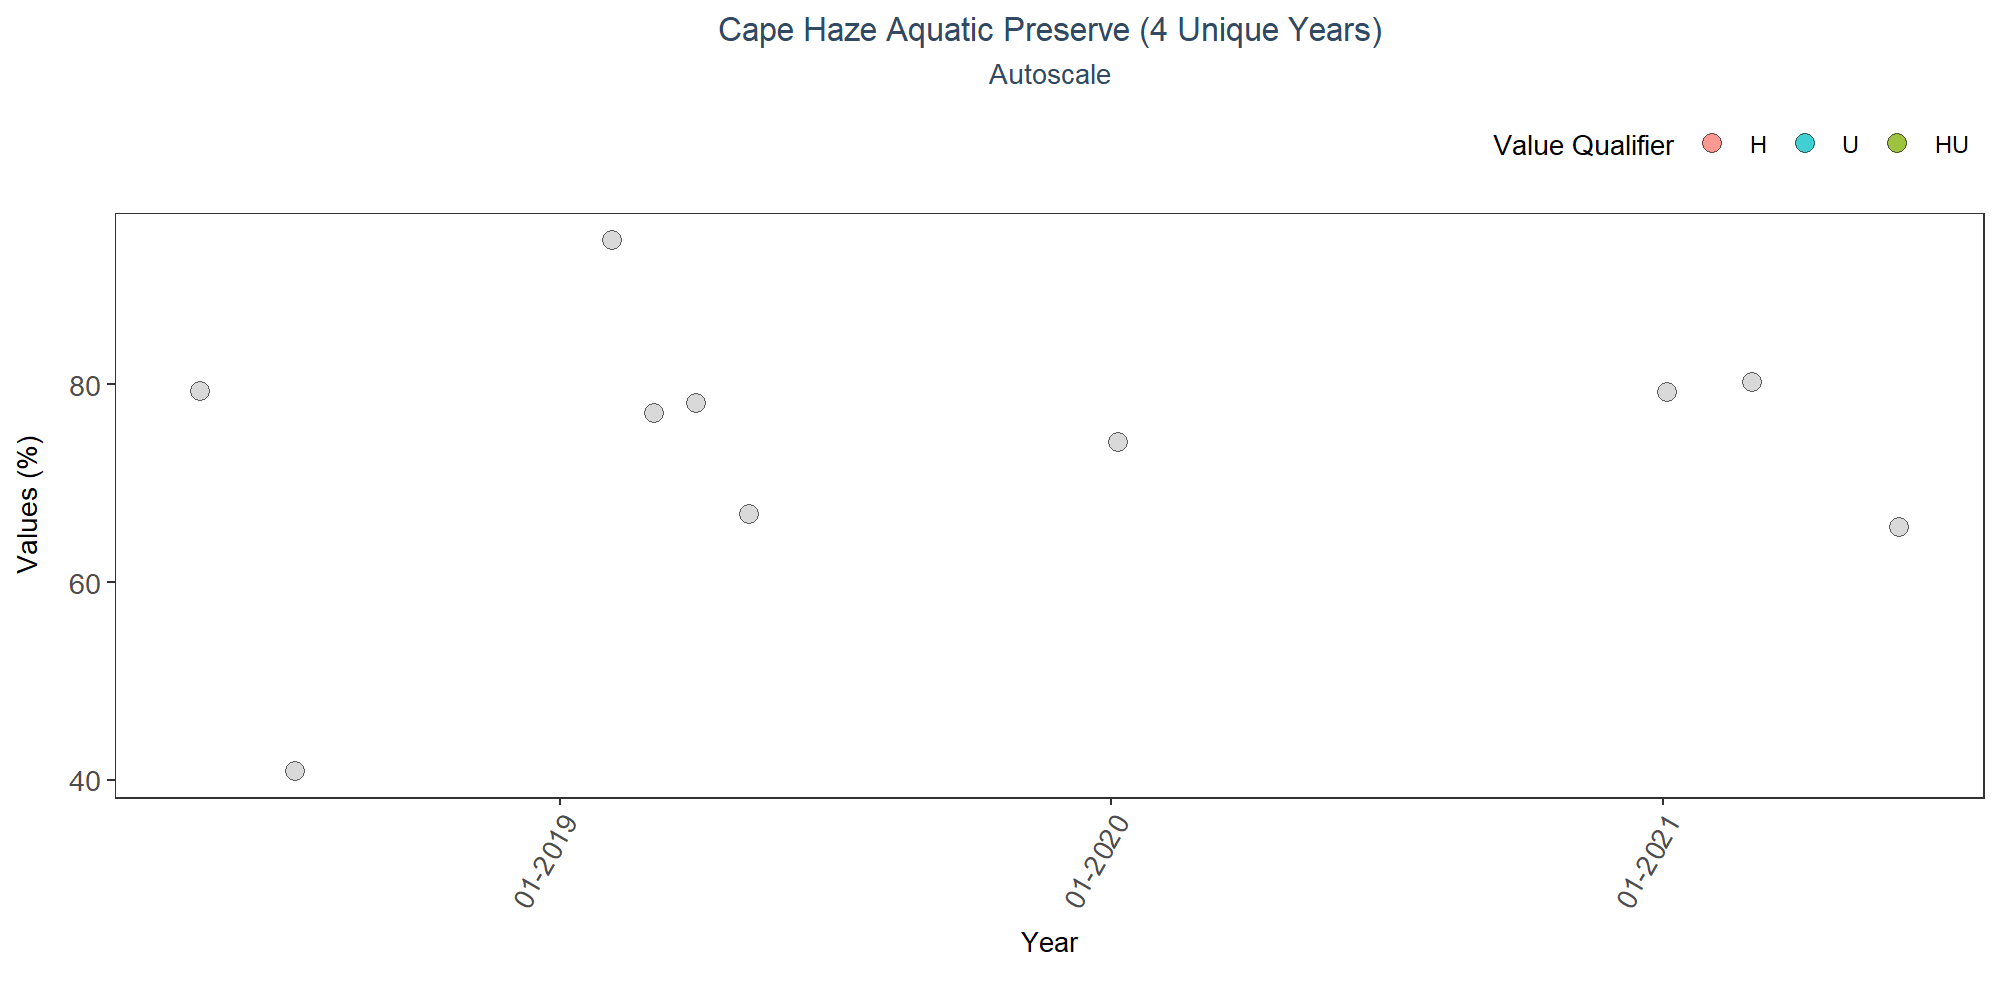 Cape Haze Aquatic Preserve (4 Unique Years)
Autoscale
Value Qualifier H U HU
80
60
40
Values (%)
01-2019 01-2020 01-2021
Year